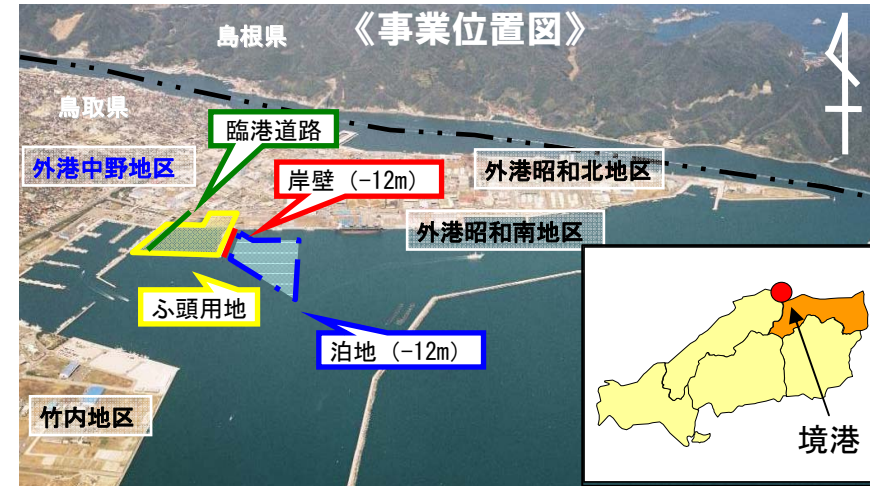 《事業位置図》
島根県
鳥取県
臨港道路
外港中野地区
岸壁（-12m）
外港昭和北地区
外港昭和南地区
ふ頭用地
泊地（-12m）
竹内地区
境港